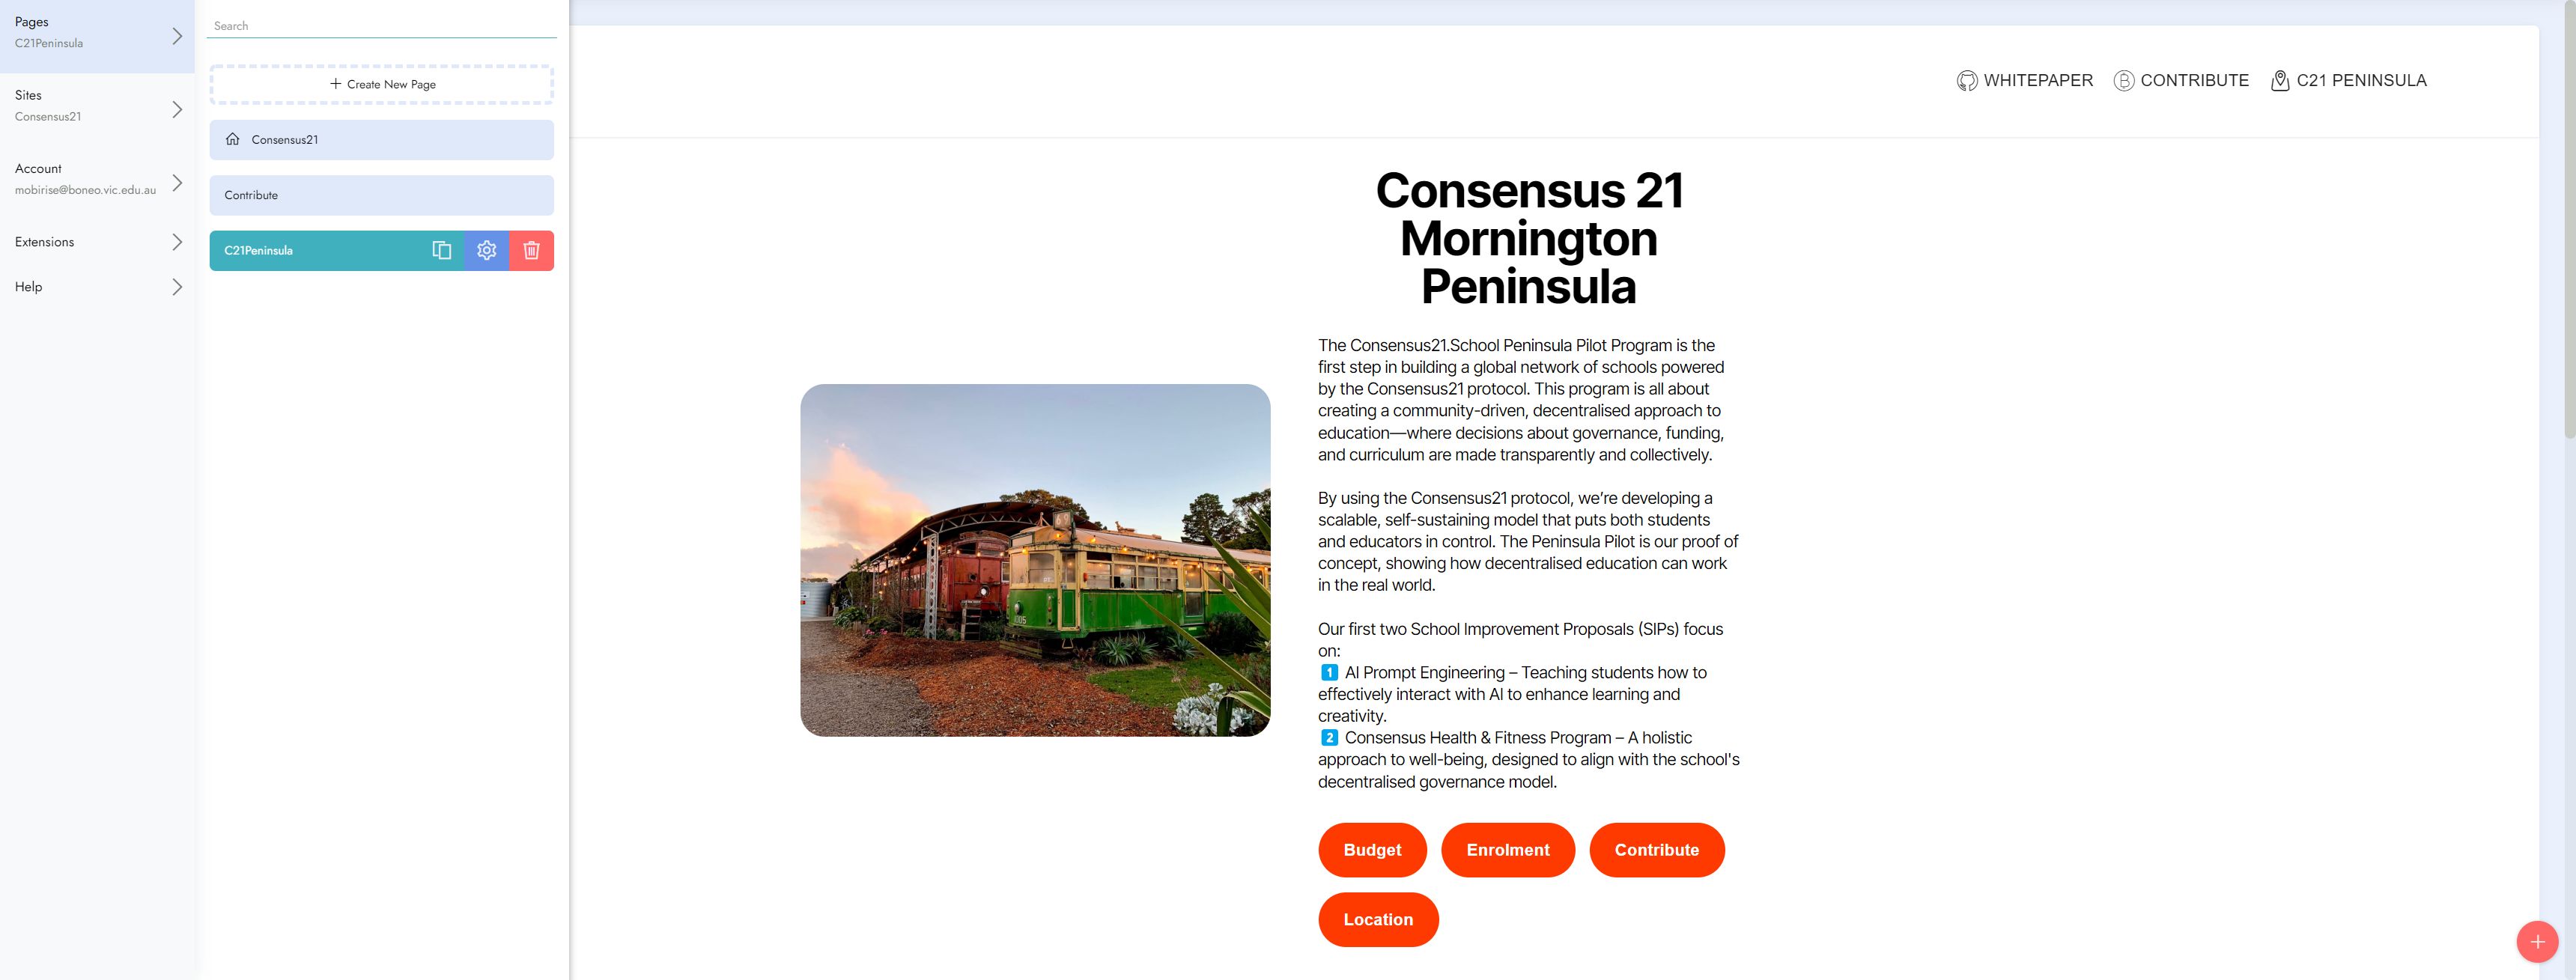 Pages
C21Peninsula
Sites
Consensus21
Account
mobirise@boneo.vic.edu.au
Extensions
Help
Search
+ Create New Page
Consensus21
Contribute
C21Peninsula
WHITEPAPER
CONTRIBUTE
C21 PENINSULA
Consensus 21
Mornington
Peninsula
The Consensus21.School Peninsula Pilot Program is the
first step in building a global network of schools powered
by the Consensus21 protocol. This program is all about
creating a community-driven, decentralised approach to
education—where decisions about governance, funding,
and curriculum are made transparently and collectively.
By using the Consensus21 protocol, we’re developing a
scalable, self-sustaining model that puts both students
and educators in control. The Peninsula Pilot is our proof of
concept, showing how decentralised education can work
in the real world.
Our first two School Improvement Proposals (SIPs) focus
on:
1 AI Prompt Engineering – Teaching students how to
effectively interact with AI to enhance learning and
creativity.
2 Consensus Health & Fitness Program – A holistic
approach to well-being, designed to align with the school's
decentralised governance model.
Budget
Enrolment
Contribute
Location